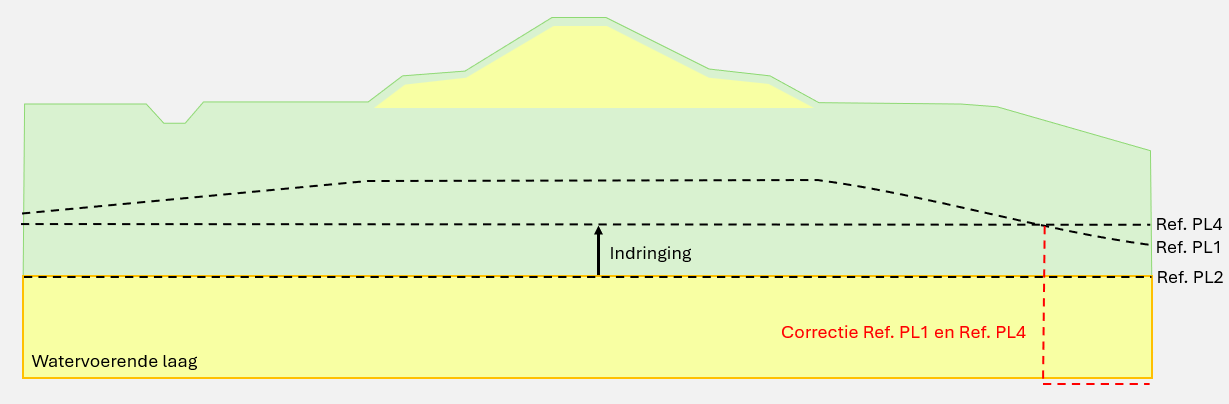 Ref. PL4
Ref. PL1
Indringing
Ref. PL2
Correctie Ref. PL1 en Ref. PL4
Watervoerende laag